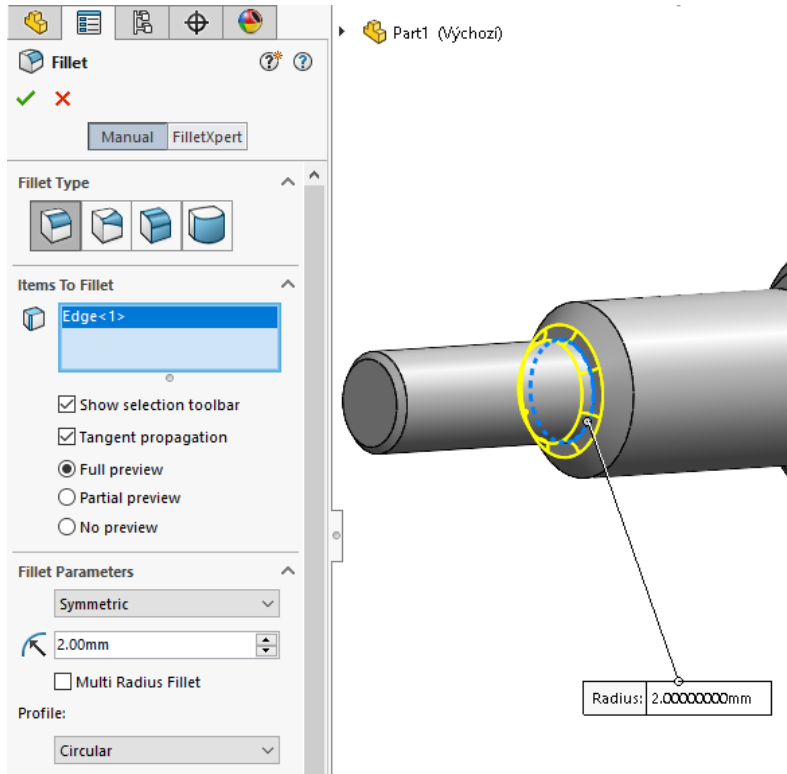 Part1 (Výchozí)
Fillet
Manual FilletXpert
Fillet Type
Items To Fillet
Edge<1>
Show selection toolbar
Tangent propagation
Full preview
Partial preview
No preview
Fillet Parameters
Symmetric
2.00mm
Multi Radius Fillet
Profile:
Circular
Radius: 2.00000000mm